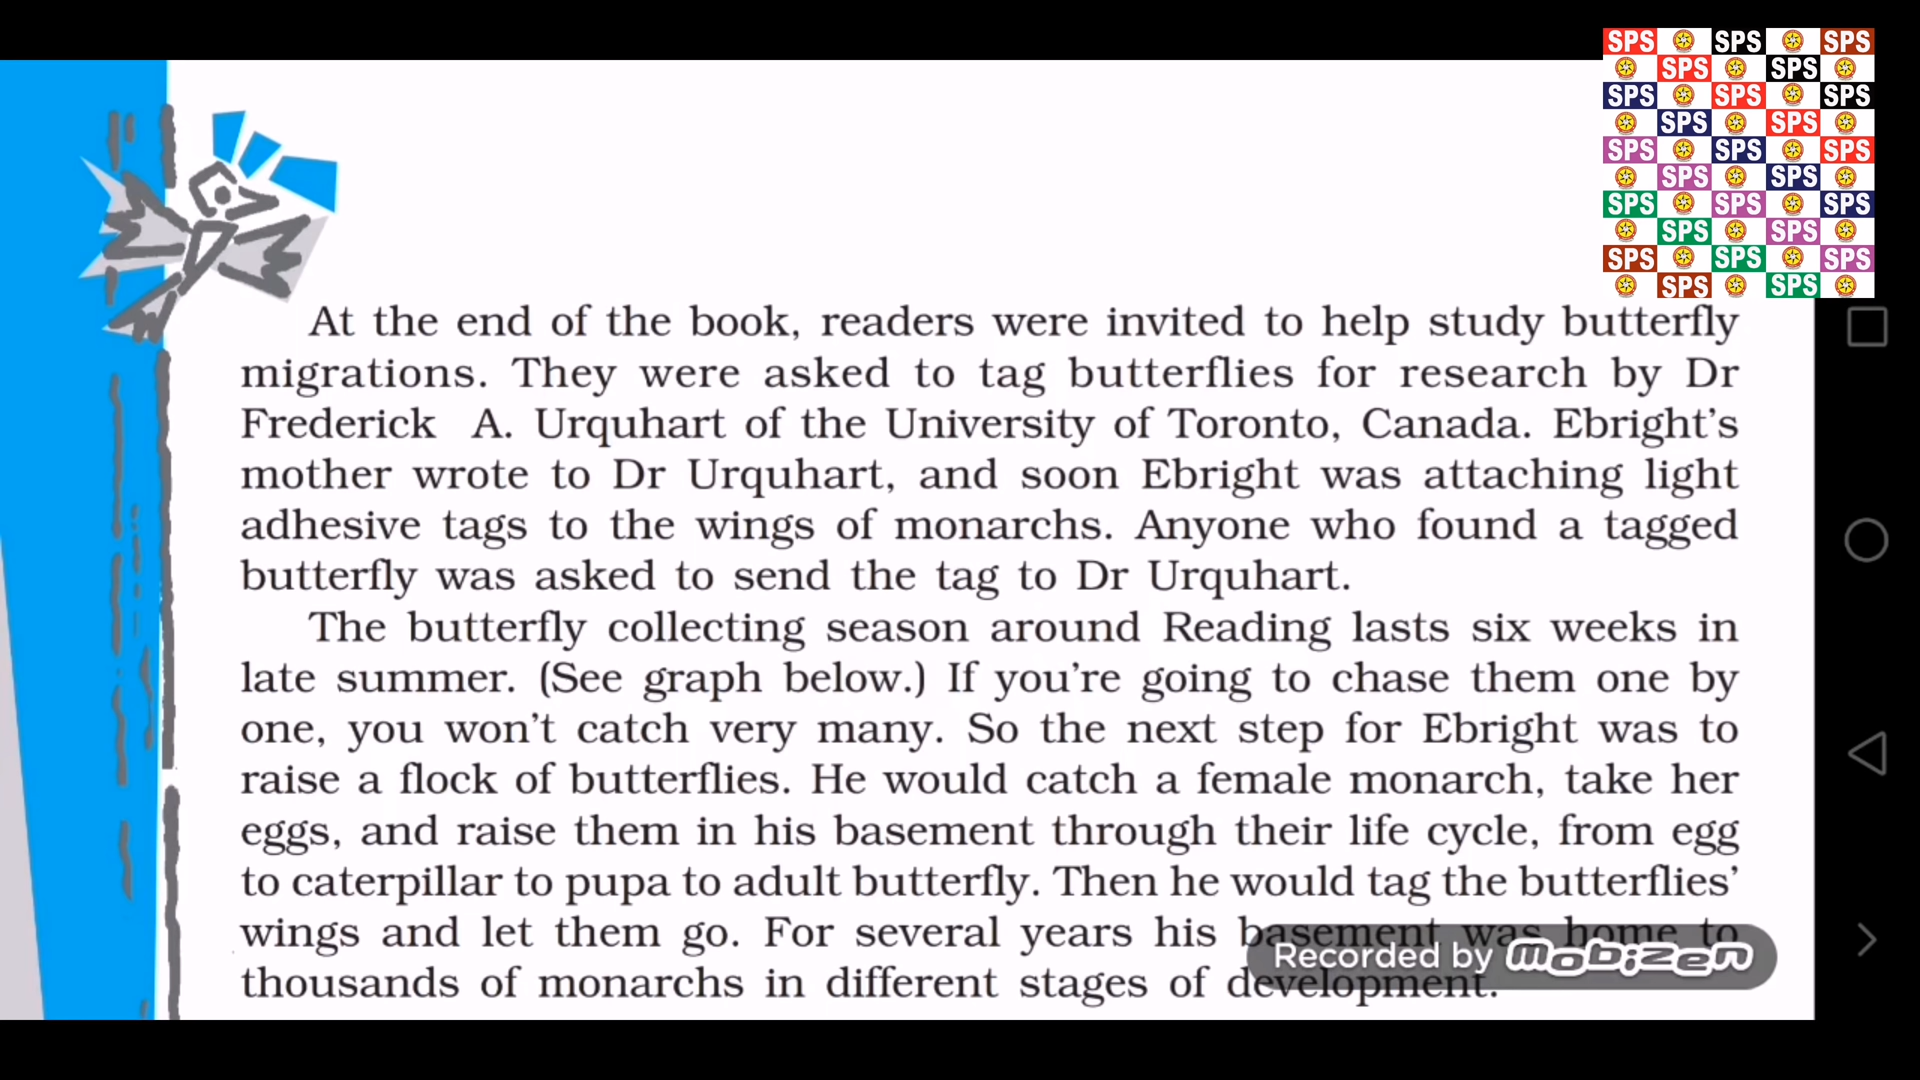 SPS SPS SPS
SPS SPS
SPS SPS SPS
SPS SPS
SPS SPS SPS
SPS SPS
SPS SPS SPS
SPS SPS
SPS SPS SPS
SPS SPS
At the end of the book, readers were invited to help study butterfly
migrations. They were asked to tag butterflies for research by Dr
Frederick A. Urquhart of the University of Toronto, Canada. Ebright's
mother wrote to Dr Urquhart, and soon Ebright was attaching light
adhesive tags to the wings of monarchs. Anyone who found a tagged
butterfly was asked to send the tag to Dr Urquhart.
The butterfly collecting season around Reading lasts six weeks in
late summer. (See graph below.) If you're going to chase them one by
one, you won't catch very many. So the next step for Ebright was to
raise a flock of butterflies. He would catch a female monarch, take her
eggs, and raise them in his basement through their life cycle, from egg
to caterpillar to pupa to adult butterfly. Then he would tag the butterflies'
wings and let them go. For several years his basement was home to
Recorded by mobizen
thousands of monarchs in different stages of development.